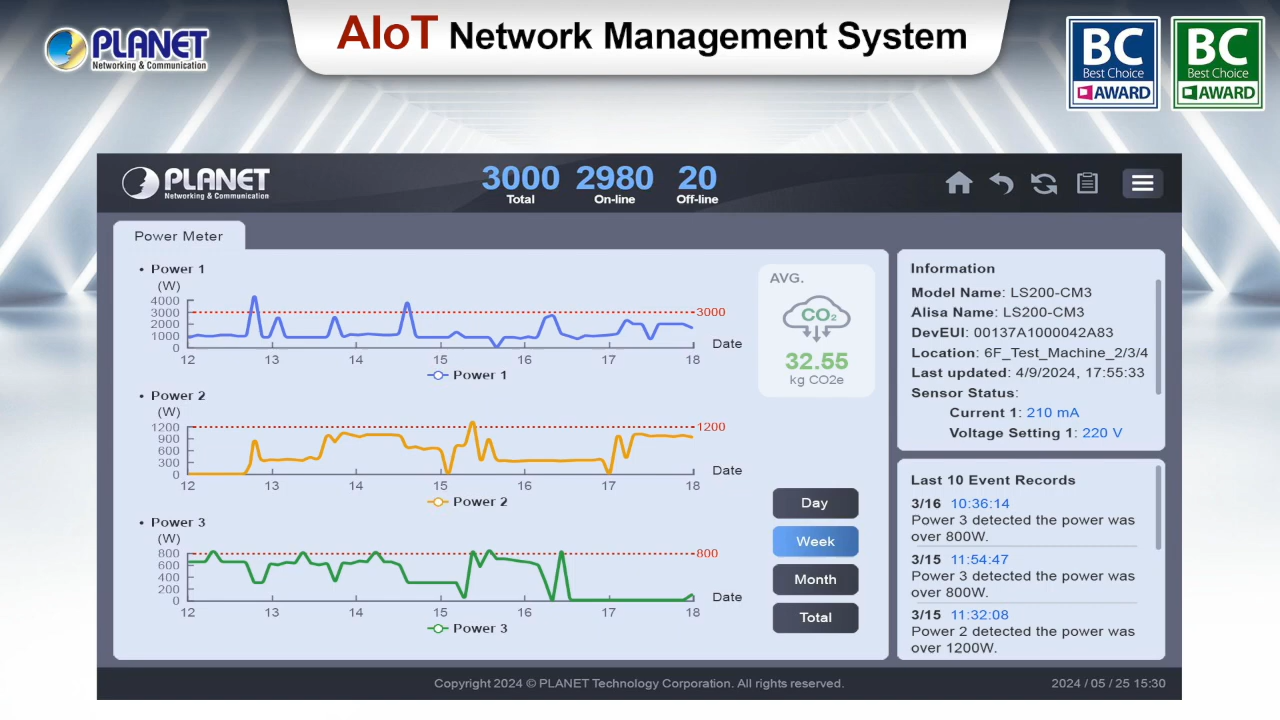 PLANET
Networking & Communication
AIoT Network Management System
BC
Best Choice
AWARD
BC
Best Choice
AWARD
PLANET
Networking & Communication
3000 2980 20
Total On-line Off-line
Power Meter
• Power 1
(W)
4000
3000
2000
1000
0
3000
12 13 14 15 16 17 18
Date
Power 1
• Power 2
(W)
1200
900
600
300
0
1200
12 13 14 15 16 17 18
Date
Power 2
• Power 3
(W)
800
600
400
200
0
800
12 13 14 15 16 17 18
Date
Power 3
AVG.
CO₂
32.55
kg CO2e
Day
Week
Month
Total
Information
Model Name: LS200-CM3
Alisa Name: LS200-CM3
DevEUI: 00137A1000042A83
Location: 6F_Test_Machine_2/3/4
Last updated: 4/9/2024, 17:55:33
Sensor Status:
Current 1: 210 mA
Voltage Setting 1: 220 V
Last 10 Event Records
3/16 10:36:14
Power 3 detected the power was
over 800W.
3/15 11:54:47
Power 3 detected the power was
over 800W.
3/15 11:32:08
Power 2 detected the power was
over 1200W.
Copyright 2024 © PLANET Technology Corporation. All rights reserved.
2024 / 05 / 25 15:30